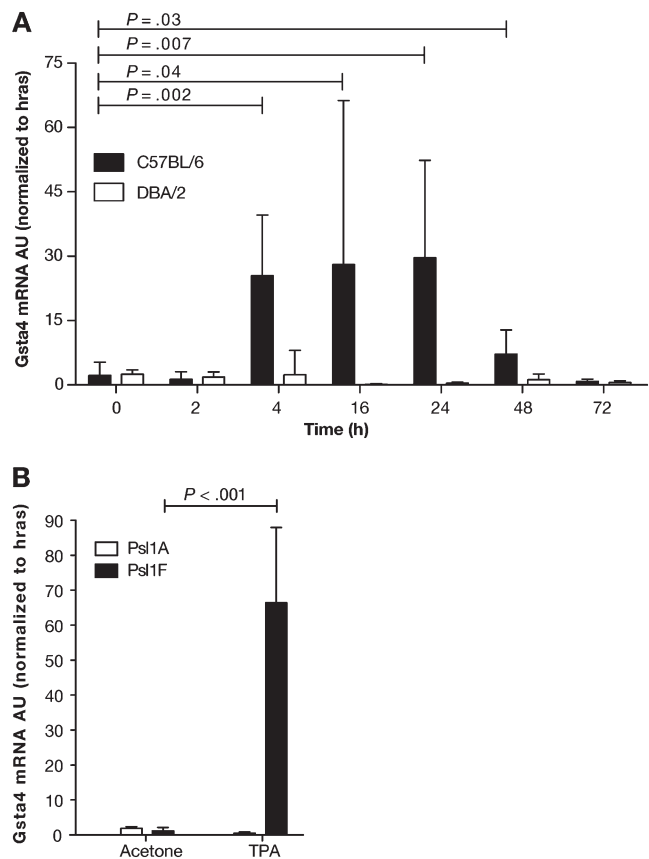 A
P = .03
P = .007
P = .04
P = .002
75
60
45
30
15
0
Gsta4 mRNA AU (normalized to hras)
C57BL/6
DBA/2
0 2 4 16 24 48 72
Time (h)
B
P < .001
90
80
70
60
50
40
30
20
10
0
Gsta4 mRNA AU (normalized to hras)
Psl1A
Psl1F
Acetone TPA